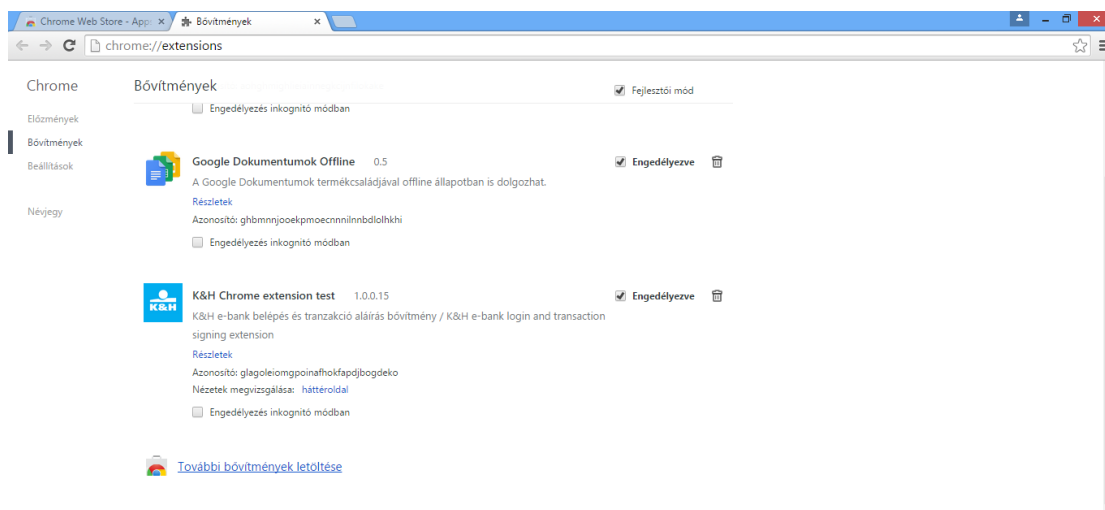 Chrome Web Store - App
Bővítmények
chrome://extensions
Chrome
Bővítmények
Fejlesztői mód
Engedélyezés inkognitó módban
Előzmények
Bővítmények
Beállítások
Névjegy
Google Dokumentumok Offline 0.5
Engedélyezve
A Google Dokumentumok termékcsaládjával offline állapotban is dolgozhat.
Részletek
Azonosító: ghbmnnjooekpmoecnnnilnnbdlolhkhi
Engedélyezés inkognitó módban
K&H
K&H Chrome extension test 1.0.0.15
Engedélyezve
K&H e-bank belépés és tranzakció aláírás bővítmény / K&H e-bank login and transaction
signing extension
Részletek
Azonosító: glagoleiomgpoinafhokfapdjbogdeko
Nézetek megvizsgálása: háttéroldal
Engedélyezés inkognitó módban
További bővítmények letöltése